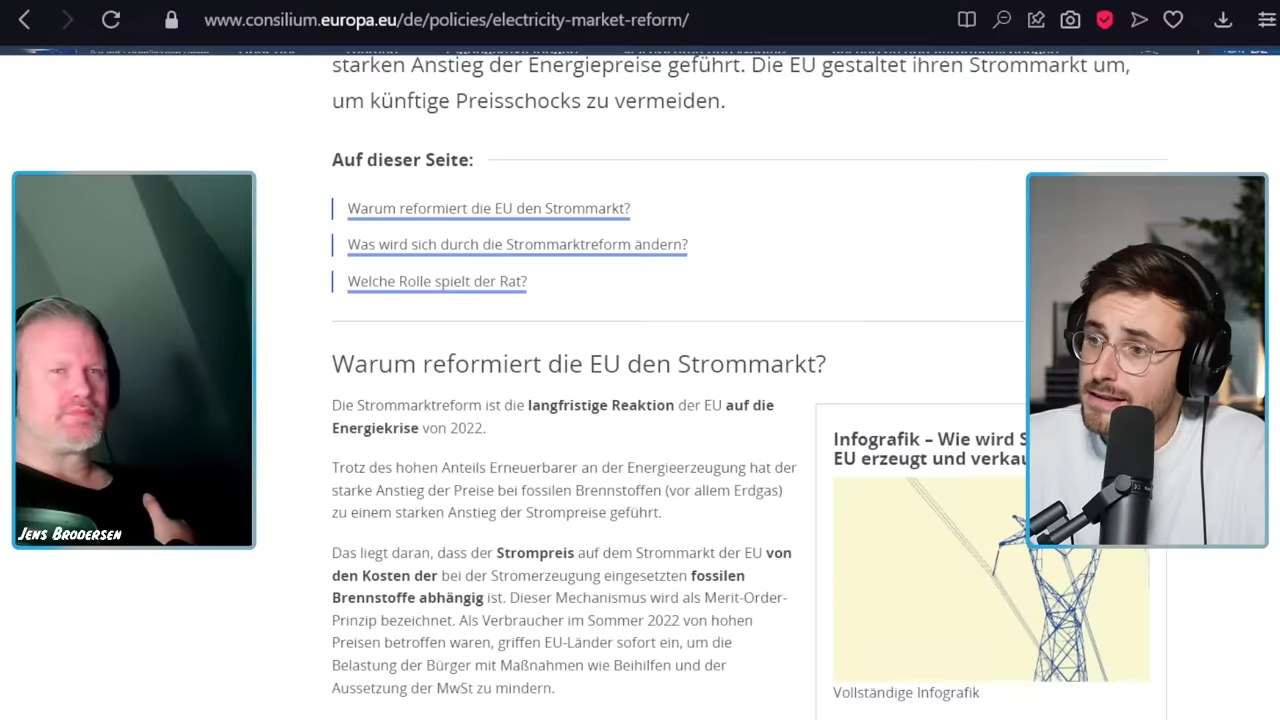 www.consilium.europa.eu/de/policies/electricity-market-reform/
starken Anstieg der Energiepreise geführt. Die EU gestaltet ihren Strommarkt um,
um künftige Preisschocks zu vermeiden.
Auf dieser Seite:
Warum reformiert die EU den Strommarkt?
Was wird sich durch die Strommarktreform ändern?
Welche Rolle spielt der Rat?
Warum reformiert die EU den Strommarkt?
Die Strommarktreform ist die langfristige Reaktion der EU auf die
Energiekrise von 2022.
Trotz des hohen Anteils Erneuerbarer an der Energieerzeugung hat der
starke Anstieg der Preise bei fossilen Brennstoffen (vor allem Erdgas)
zu einem starken Anstieg der Strompreise geführt.
Das liegt daran, dass der Strompreis auf dem Strommarkt der EU von
den Kosten der bei der Stromerzeugung eingesetzten fossilen
Brennstoffe abhängig ist. Dieser Mechanismus wird als Merit-Order-
Prinzip bezeichnet. Als Verbraucher im Sommer 2022 von hohen
Preisen betroffen waren, griffen EU-Länder sofort ein, um die
Belastung der Bürger mit Maßnahmen wie Beihilfen und der
Aussetzung der MwSt zu mindern.
Infografik – Wie wird
EU erzeugt und
Vollständige Infografik
Jens Brodersen